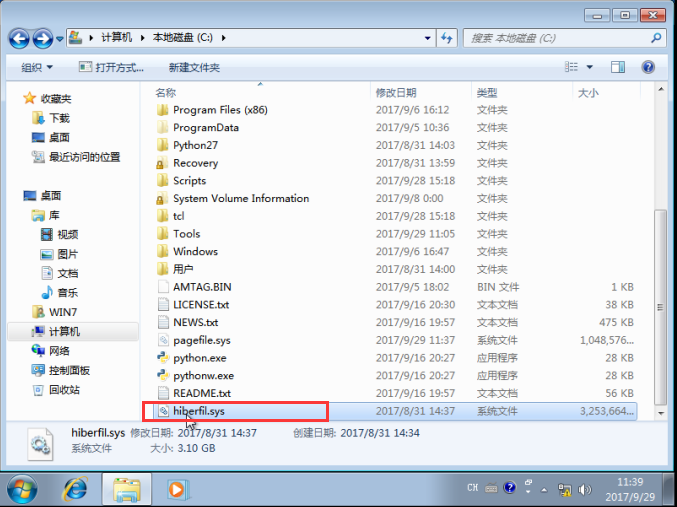 计算机 ▸ 本地磁盘 (C:) ▸ 搜索 本地磁盘 (C:)
组织 打开方式... 新建文件夹
名称 修改日期 类型 大小
收藏夹
下载
桌面
最近访问的位置
桌面
库
视频
图片
文档
音乐
WIN7
计算机
网络
控制面板
回收站
Program Files (x86) 2017/9/6 16:12 文件夹
ProgramData 2017/9/5 10:36 文件夹
Python27 2017/8/31 14:03 文件夹
Recovery 2017/8/31 13:59 文件夹
Scripts 2017/9/28 15:18 文件夹
System Volume Information 2017/9/8 0:00 文件夹
tcl 2017/9/28 15:18 文件夹
Tools 2017/9/29 11:05 文件夹
Windows 2017/9/6 16:47 文件夹
用户 2017/8/31 14:00 文件夹
AMTAG.BIN 2017/9/5 18:02 BIN 文件 1 KB
LICENSE.txt 2017/9/16 20:30 文本文档 38 KB
NEWS.txt 2017/9/16 19:57 文本文档 475 KB
pagefile.sys 2017/9/29 11:37 系统文件 1,048,576...
python.exe 2017/9/16 20:27 应用程序 28 KB
pythonw.exe 2017/9/16 20:27 应用程序 28 KB
README.txt 2017/9/16 19:57 文本文档 56 KB
hiberfil.sys 2017/8/31 14:37 系统文件 3,253,664...
hiberfil.sys 修改日期: 2017/8/31 14:37 创建日期: 2017/8/31 14:34
系统文件 大小: 3.10 GB
CH 11:39
2017/9/29